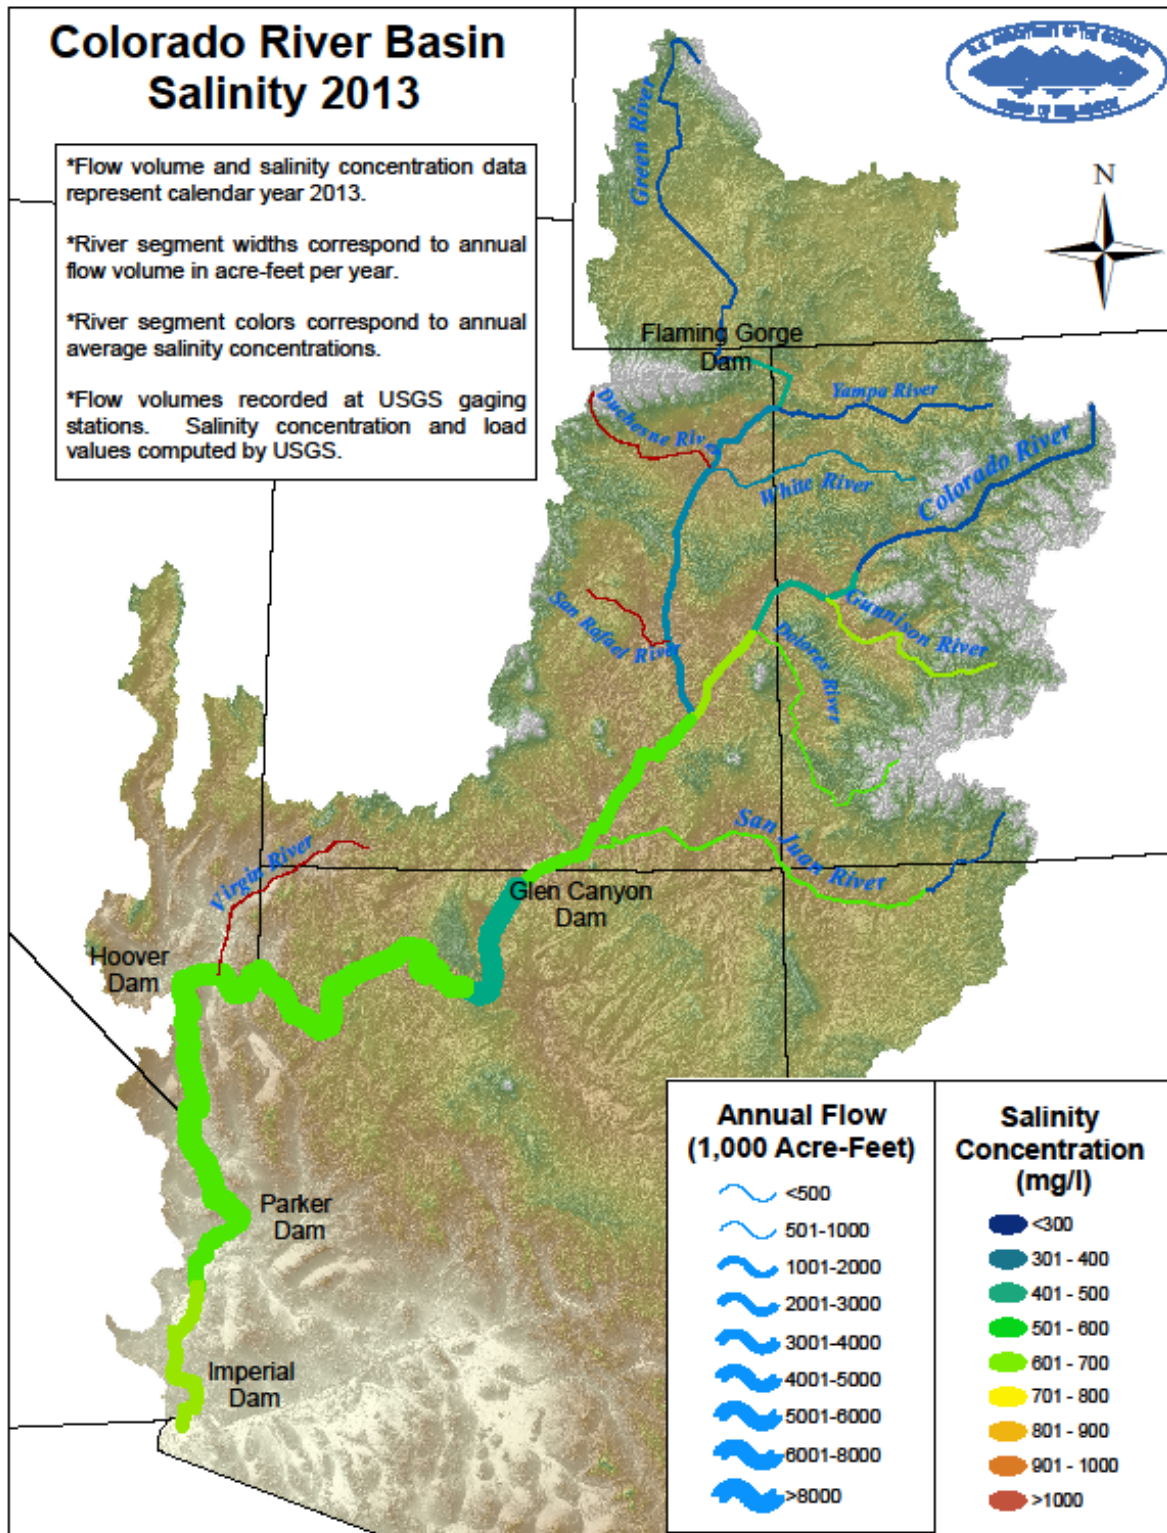 Colorado River Basin
Salinity 2013
*Flow volume and salinity concentration data
represent calendar year 2013.
*River segment widths correspond to annual
flow volume in acre-feet per year.
*River segment colors correspond to annual
average salinity concentrations.
*Flow volumes recorded at USGS gaging
stations. Salinity concentration and load
values computed by USGS.
U.S. DEPARTMENT OF THE INTERIOR
N
Green River
Flaming Gorge
Dam
Yampa River
Duchesne River
White River
Colorado River
Gunnison River
San Rafael River
Dolores River
San Juan River
Virgin River
Glen Canyon
Dam
Hoover
Dam
Parker
Dam
Imperial
Dam
Annual Flow
(1,000 Acre-Feet)
<500
501-1000
1001-2000
2001-3000
3001-4000
4001-5000
5001-6000
6001-8000
>8000
Salinity
Concentration
(mg/l)
<300
301 - 400
401 - 500
501 - 600
601 - 700
701 - 800
801 - 900
901 - 1000
>1000